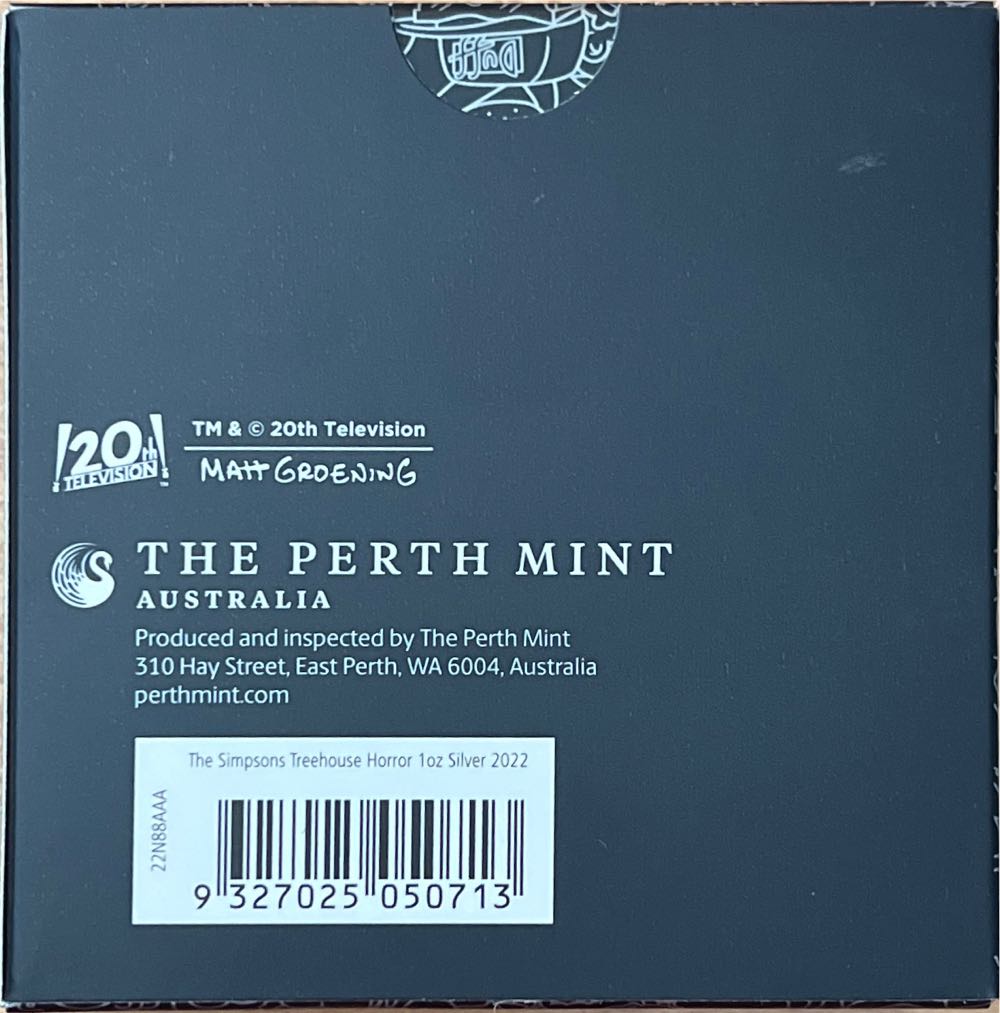 Duff
20th
TELEVISION
TM
TM & © 20th Television
MATT GROENING
THE PERTH MINT
AUSTRALIA
Produced and inspected by The Perth Mint
310 Hay Street, East Perth, WA 6004, Australia
perthmint.com
The Simpsons Treehouse Horror 1oz Silver 2022
22N88AAA
9 327025 050713